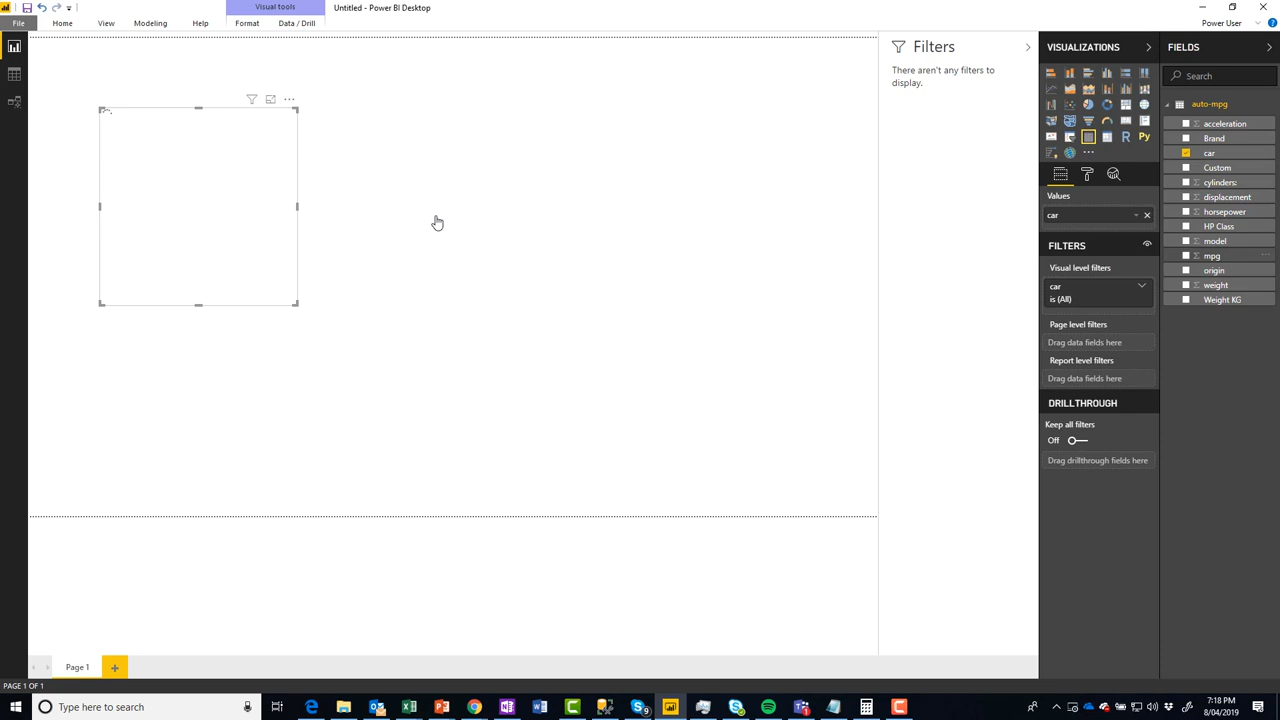 Visual tools
Untitled - Power BI Desktop
File
Home
View
Modeling
Help
Format
Data / Drill
Power User
Filters
There aren't any filters to
display.
VISUALIZATIONS
R
Py
Values
car
FILTERS
Visual level filters
car
is (All)
Page level filters
Drag data fields here
Report level filters
Drag data fields here
DRILLTHROUGH
Keep all filters
Off
Drag drillthrough fields here
FIELDS
Search
auto-mpg
acceleration
Brand
car
Custom
cylinders:
displacement
horsepower
HP Class
model
mpg
origin
weight
Weight KG
Page 1
PAGE 1 OF 1
Type here to search
7:18 PM
8/04/2019